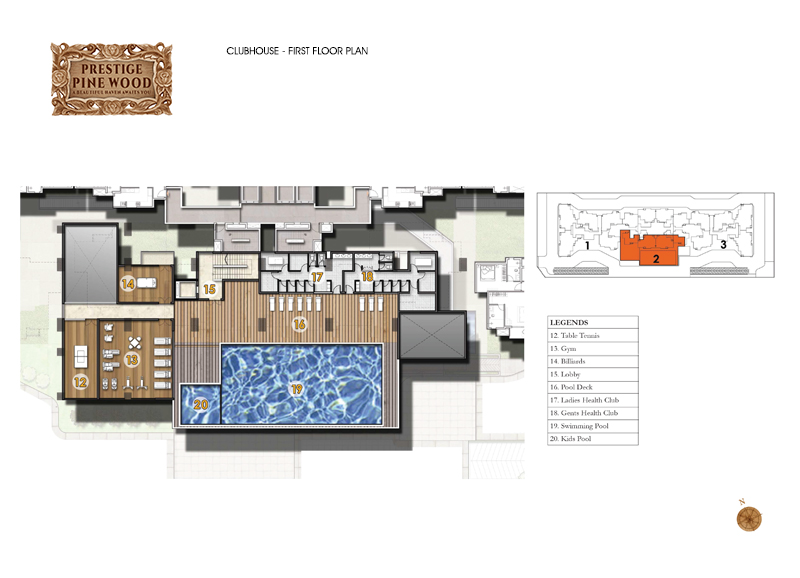 CLUBHOUSE - FIRST FLOOR PLAN
PRESTIGE
PINE WOOD
A BEAUTIFUL HAVEN AWAITS YOU
1
2
3
14
15
17
18
16
12
13
19
20
LEGENDS
12. Table Tennis
13. Gym
14. Billiards
15. Lobby
16. Pool Deck
17. Ladies Health Club
18. Gents Health Club
19. Swimming Pool
20. Kids Pool
N